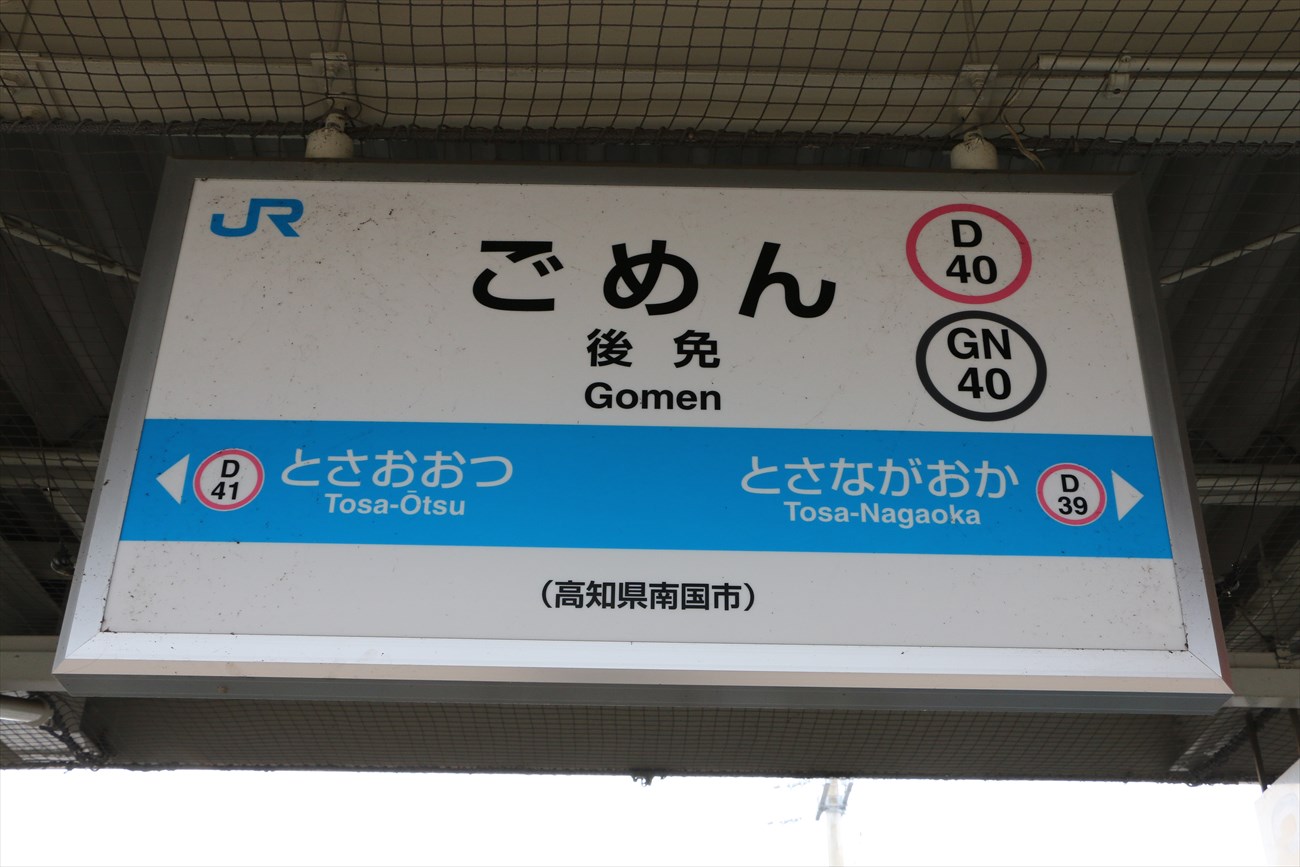 JR
ごめん
後免
Gomen
D
40
GN
40
D
41
とさおおつ
Tosa-Ōtsu
とさながおか
Tosa-Nagaoka
D
39
(高知県南国市)